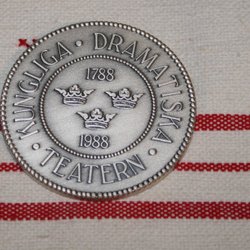 KUNGLIGA · DRAMATISKA · TEATERN ·
1788
1988